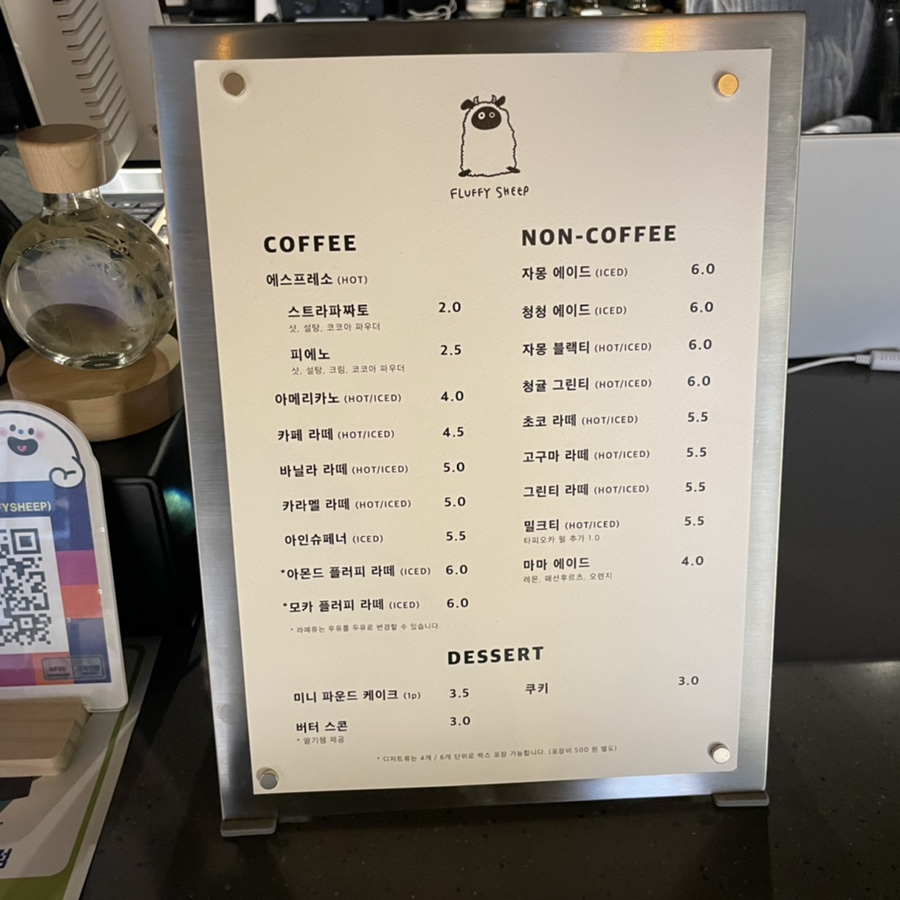 FLUFFY SHEEP
COFFEE
에스프레소 (HOT)
스트라파짜토 2.0
샷, 설탕, 코코아 파우더
피에노 2.5
샷, 설탕, 크림, 코코아 파우더
아메리카노 (HOT/ICED) 4.0
카페 라떼 (HOT/ICED) 4.5
바닐라 라떼 (HOT/ICED) 5.0
카라멜 라떼 (HOT/ICED) 5.0
아인슈페너 (ICED) 5.5
*아몬드 플러피 라떼 (ICED) 6.0
*모카 플러피 라떼 (ICED) 6.0
* 라떼류는 우유를 두유로 변경할 수 있습니다.
NON-COFFEE
자몽 에이드 (ICED) 6.0
청청 에이드 (ICED) 6.0
자몽 블랙티 (HOT/ICED) 6.0
청귤 그린티 (HOT/ICED) 6.0
초코 라떼 (HOT/ICED) 5.5
고구마 라떼 (HOT/ICED) 5.5
그린티 라떼 (HOT/ICED) 5.5
밀크티 (HOT/ICED) 5.5
타피오카 펄 추가 1.0
마마 에이드 4.0
레몬, 패션후르츠, 오렌지
DESSERT
미니 파운드 케이크 (1p) 3.5
버터 스콘 3.0
* 딸기잼 제공
쿠키 3.0
* 디저트류는 4개 / 6개 단위로 박스 포장 가능합니다. (포장비 500 원 별도)
FYSHEEP)
점